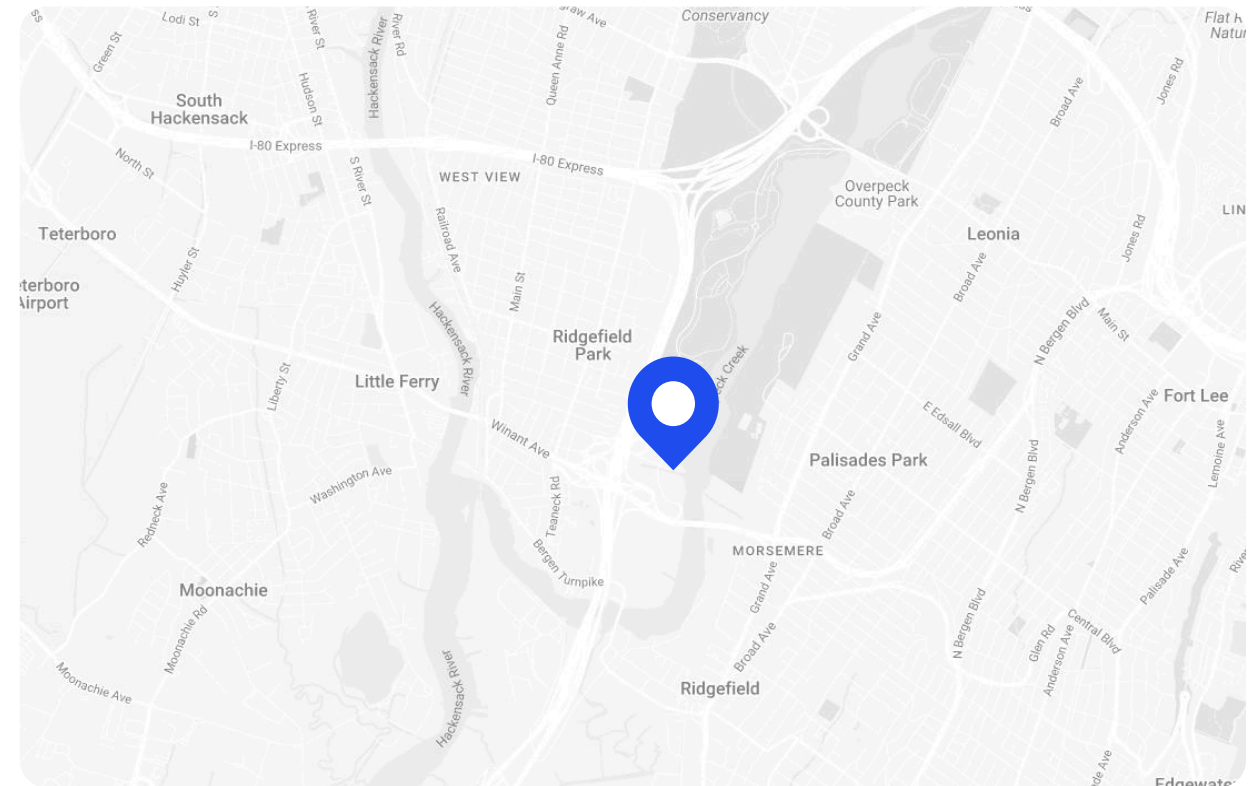 Conservancy
Lodi St
River St
River Rd
Hackensack River
Queen Anne Rd
Green St
South
Hackensack
Hudson St
I-80 Express
North St
S River St
WEST VIEW
I-80 Express
Broad Ave
Jones Rd
Overpeck
County Park
Leonia
Jones Rd
Teterboro
Huyler St
Railroad Ave
Main St
Broad Ave
Airport
Hackensack River
Ridgefield
Park
Grand Ave
N Bergen Blvd
Main St
Little Ferry
Liberty St
Creek
Fort Lee
Winant Ave
E Edsall Blvd
Anderson Ave
Lemoine Ave
Palisades Park
Washington Ave
Redneck Ave
Teaneck Rd
Broad Ave
N Bergen Blvd
MORSEMERE
Bergen Turnpike
Grand Ave
Palisade Ave
Moonachie
Moonachie Rd
N Bergen Blvd
Central Blvd
Glen Rd
Anderson Ave
Broad Ave
Moonachie Ave
Hackensack River
Ridgefield